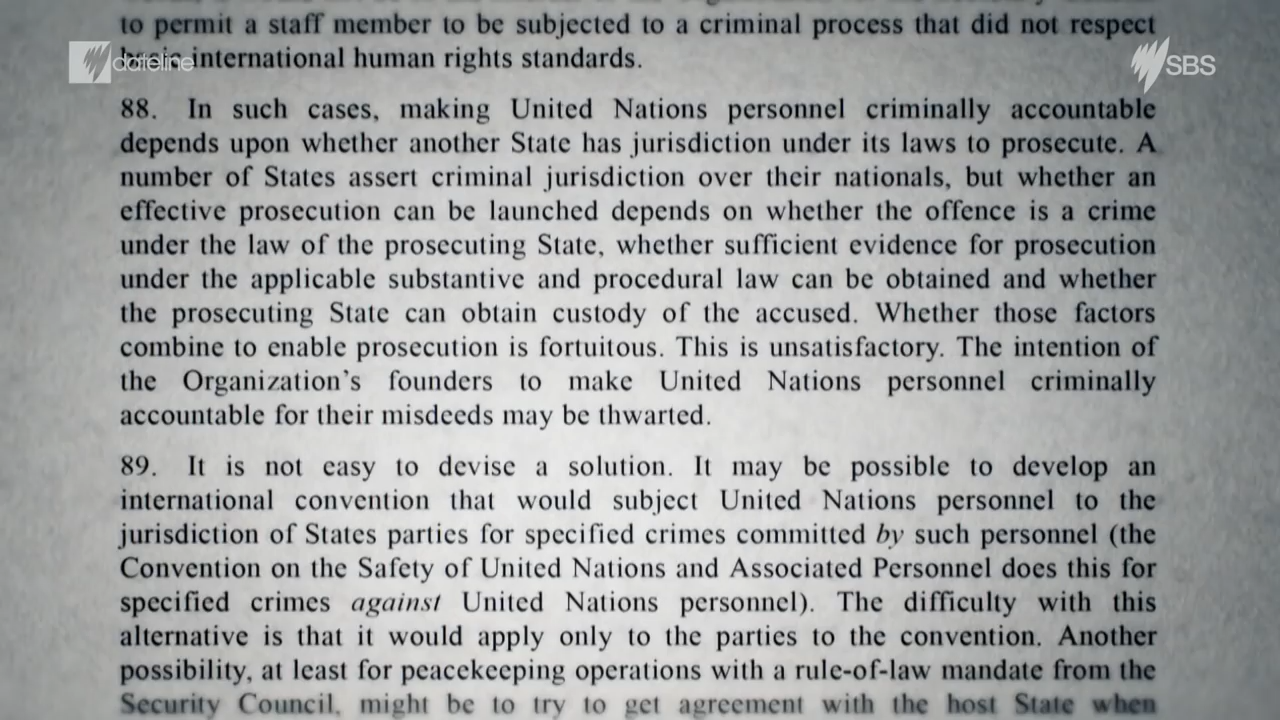 to permit a staff member to be subjected to a criminal process that did not respect
dateline international human rights standards.
SBS
88. In such cases, making United Nations personnel criminally accountable
depends upon whether another State has jurisdiction under its laws to prosecute. A
number of States assert criminal jurisdiction over their nationals, but whether an
effective prosecution can be launched depends on whether the offence is a crime
under the law of the prosecuting State, whether sufficient evidence for prosecution
under the applicable substantive and procedural law can be obtained and whether
the prosecuting State can obtain custody of the accused. Whether those factors
combine to enable prosecution is fortuitous. This is unsatisfactory. The intention of
the Organization’s founders to make United Nations personnel criminally
accountable for their misdeeds may be thwarted.
89. It is not easy to devise a solution. It may be possible to develop an
international convention that would subject United Nations personnel to the
jurisdiction of States parties for specified crimes committed by such personnel (the
Convention on the Safety of United Nations and Associated Personnel does this for
specified crimes against United Nations personnel). The difficulty with this
alternative is that it would apply only to the parties to the convention. Another
possibility, at least for peacekeeping operations with a rule-of-law mandate from the
Security Council, might be to try to get agreement with the host State when